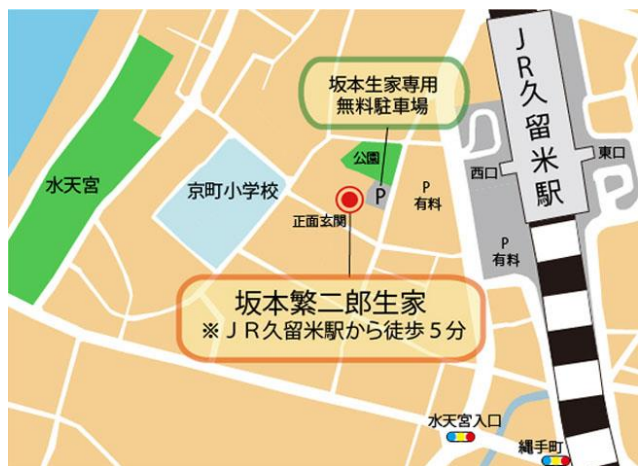 坂本生家専用
無料駐車場
JR久留米駅
公園
西口
東口
水天宮
京町小学校
P
P
有料
正面玄関
P
有料
坂本繁二郎生家
※JR久留米駅から徒歩5分
水天宮入口
縄手町